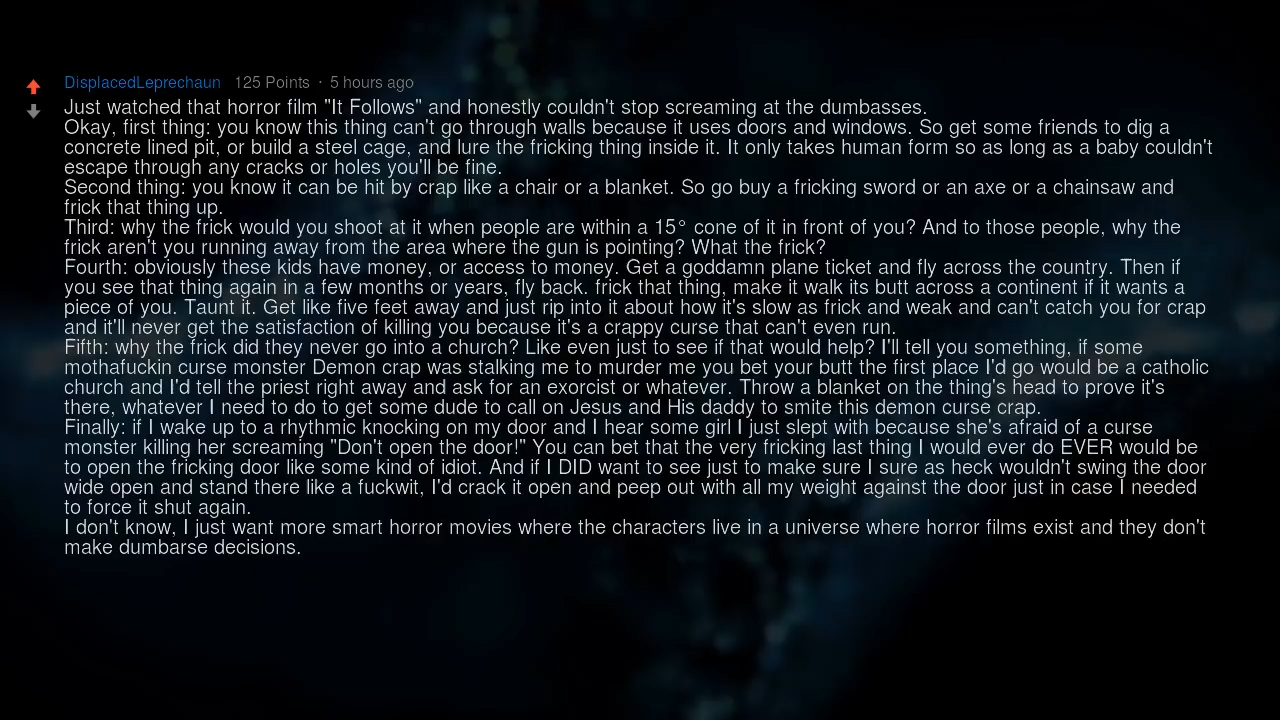 DisplacedLeprechaun 125 Points · 5 hours ago
Just watched that horror film "It Follows" and honestly couldn't stop screaming at the dumbasses.
Okay, first thing: you know this thing can't go through walls because it uses doors and windows. So get some friends to dig a
concrete lined pit, or build a steel cage, and lure the fricking thing inside it. It only takes human form so as long as a baby couldn't
escape through any cracks or holes you'll be fine.
Second thing: you know it can be hit by crap like a chair or a blanket. So go buy a fricking sword or an axe or a chainsaw and
frick that thing up.
Third: why the frick would you shoot at it when people are within a 15° cone of it in front of you? And to those people, why the
frick aren't you running away from the area where the gun is pointing? What the frick?
Fourth: obviously these kids have money, or access to money. Get a goddamn plane ticket and fly across the country. Then if
you see that thing again in a few months or years, fly back. frick that thing, make it walk its butt across a continent if it wants a
piece of you. Taunt it. Get like five feet away and just rip into it about how it's slow as frick and weak and can't catch you for crap
and it'll never get the satisfaction of killing you because it's a crappy curse that can't even run.
Fifth: why the frick did they never go into a church? Like even just to see if that would help? I'll tell you something, if some
mothafuckin curse monster Demon crap was stalking me to murder me you bet your butt the first place I'd go would be a catholic
church and I'd tell the priest right away and ask for an exorcist or whatever. Throw a blanket on the thing's head to prove it's
there, whatever I need to do to get some dude to call on Jesus and His daddy to smite this demon curse crap.
Finally: if I wake up to a rhythmic knocking on my door and I hear some girl I just slept with because she's afraid of a curse
monster killing her screaming "Don't open the door!" You can bet that the very fricking last thing I would ever do EVER would be
to open the fricking door like some kind of idiot. And if I DID want to see just to make sure I sure as heck wouldn't swing the door
wide open and stand there like a fuckwit, I'd crack it open and peep out with all my weight against the door just in case I needed
to force it shut again.
I don't know, I just want more smart horror movies where the characters live in a universe where horror films exist and they don't
make dumbarse decisions.